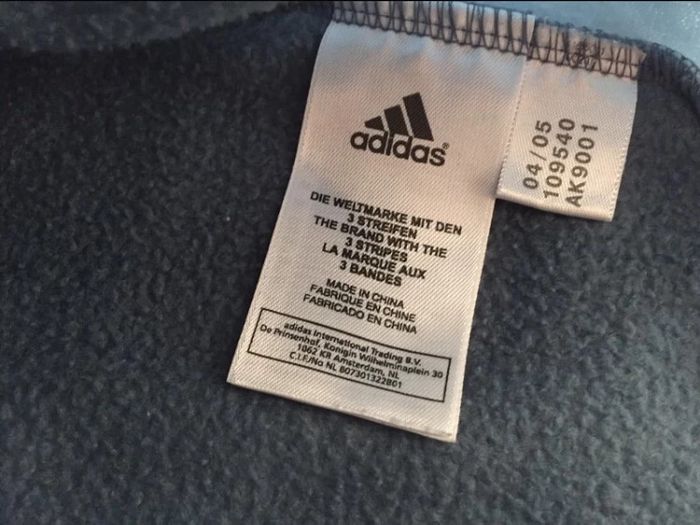 adidas®
DIE WELTMARKE MIT DEN
3 STREIFEN
THE BRAND WITH THE
3 STRIPES
LA MARQUE AUX
3 BANDES
MADE IN CHINA
FABRIQUE EN CHINE
FABRICADO EN CHINA
adidas International Trading B.V.
De Prinsenhof, Konigin Wilhelminaplein 30
1062 KR Amsterdam, NL
C.I.F./No NL B07301322B01
04/05
109540
AK9001